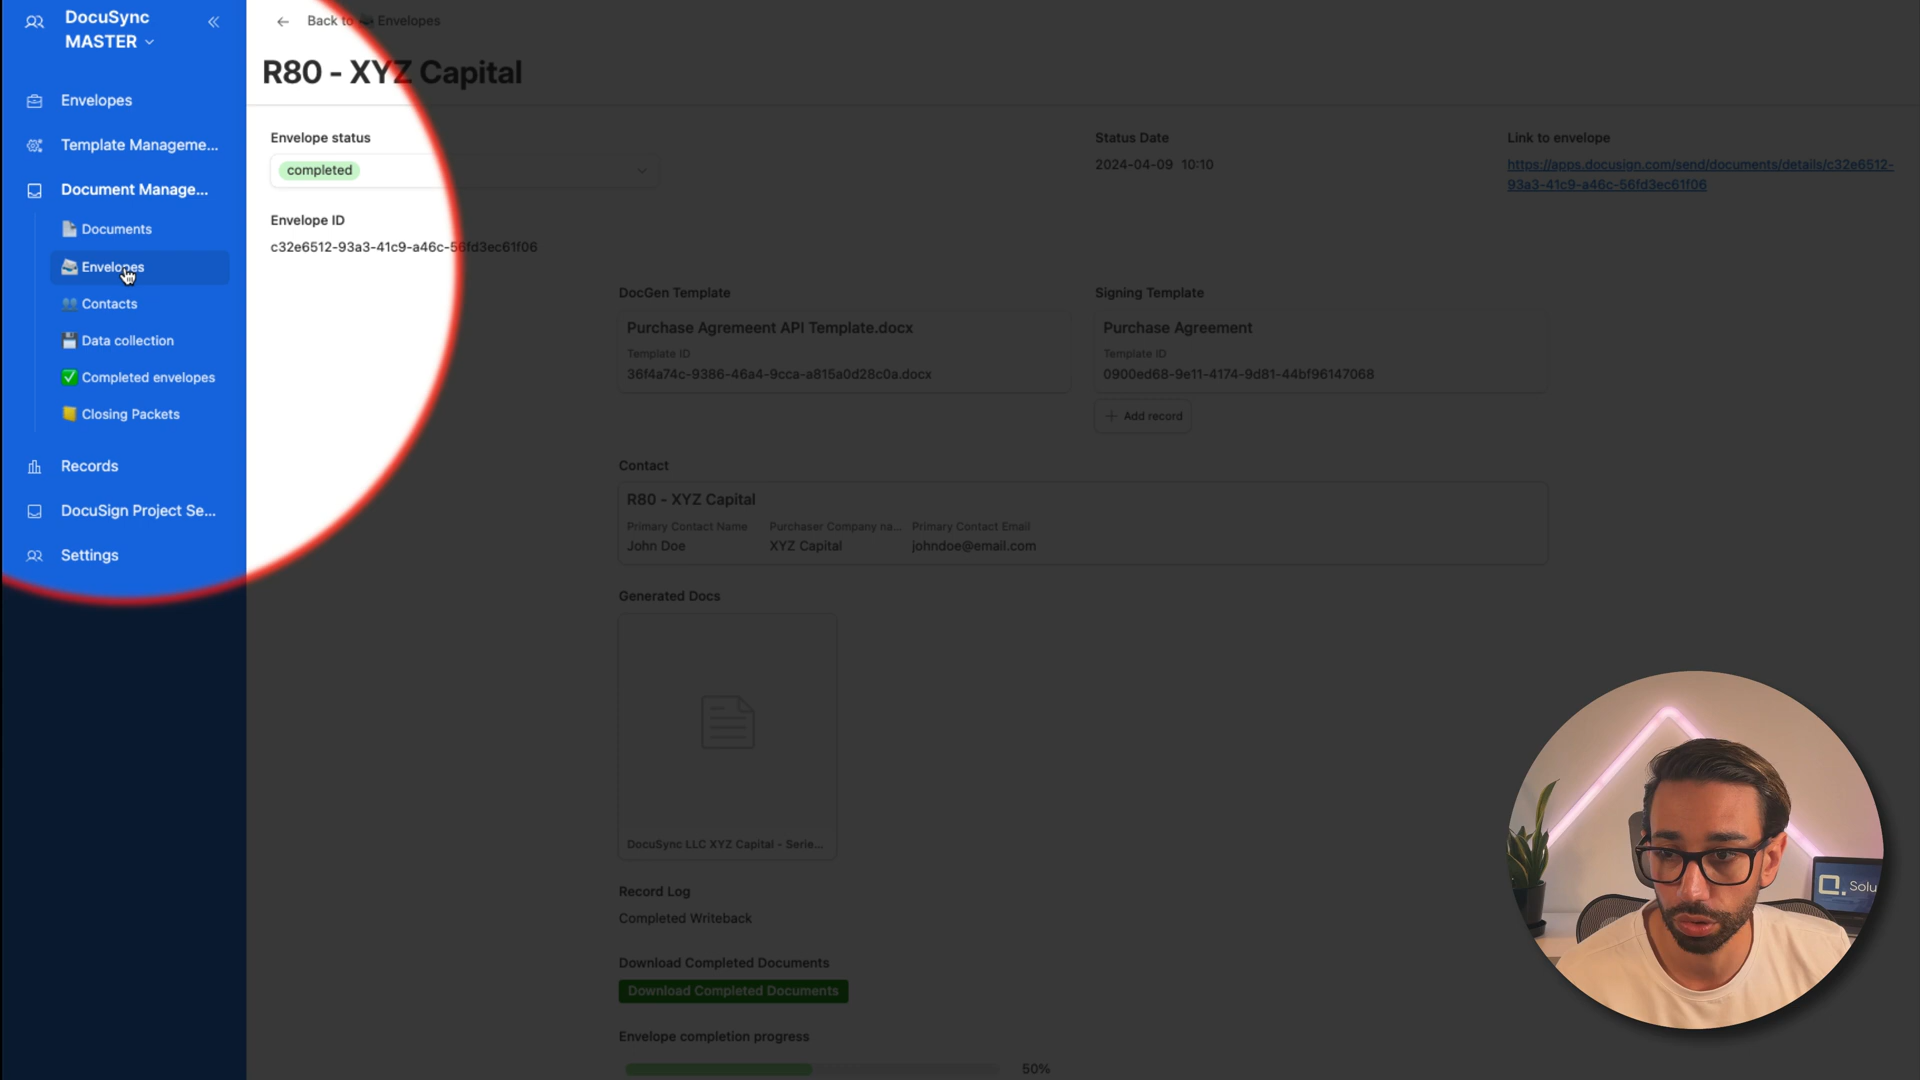 DocuSync
MASTER
Envelopes
Template Manageme...
Document Manage...
Documents
Envelopes
Contacts
Data collection
Completed envelopes
Closing Packets
Records
DocuSign Project Se...
Settings
Back to Envelopes
R80 - XYZ Capital
Envelope status
completed
Envelope ID
c32e6512-93a3-41c9-a46c-56fd3ec61f06
Status Date
2024-04-09 10:10
Link to envelope
https://apps.docusign.com/send/documents/details/c32e6512-
93a3-41c9-a46c-56fd3ec61f06
DocGen Template
Purchase Agremeent API Template.docx
Template ID
36f4a74c-9386-46a4-9cca-a815a0d28c0a.docx
Signing Template
Purchase Agreement
Template ID
0900ed68-9e11-4174-9d81-44bf96147068
Add record
Contact
R80 - XYZ Capital
Primary Contact Name Purchaser Company na... Primary Contact Email
John Doe XYZ Capital johndoe@email.com
Generated Docs
DocuSync LLC XYZ Capital - Serie...
Record Log
Completed Writeback
Download Completed Documents
Download Completed Documents
Envelope completion progress
50%
Solu